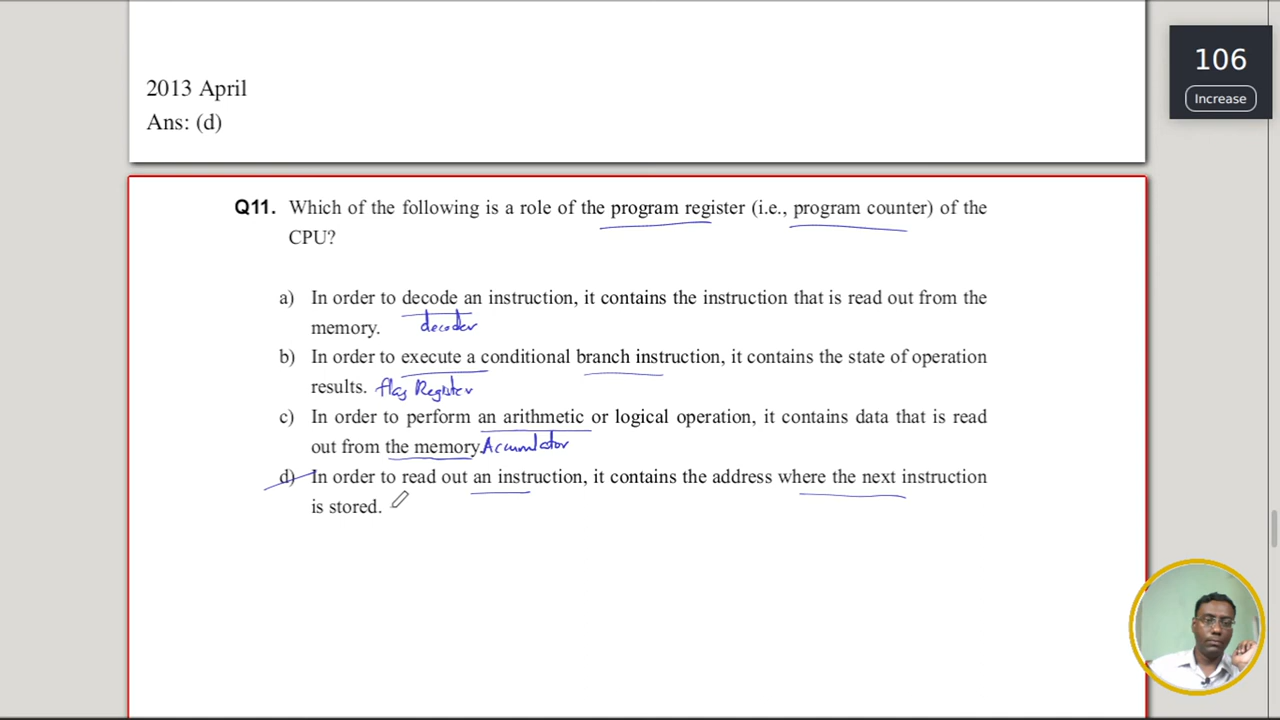 106
Increase
2013 April
Ans: (d)
Q11. Which of the following is a role of the program register (i.e., program counter) of the
CPU?
a) In order to decode an instruction, it contains the instruction that is read out from the
memory. decoder
b) In order to execute a conditional branch instruction, it contains the state of operation
results. flag Register
c) In order to perform an arithmetic or logical operation, it contains data that is read
out from the memory. Accumlator
d) In order to read out an instruction, it contains the address where the next instruction
is stored.